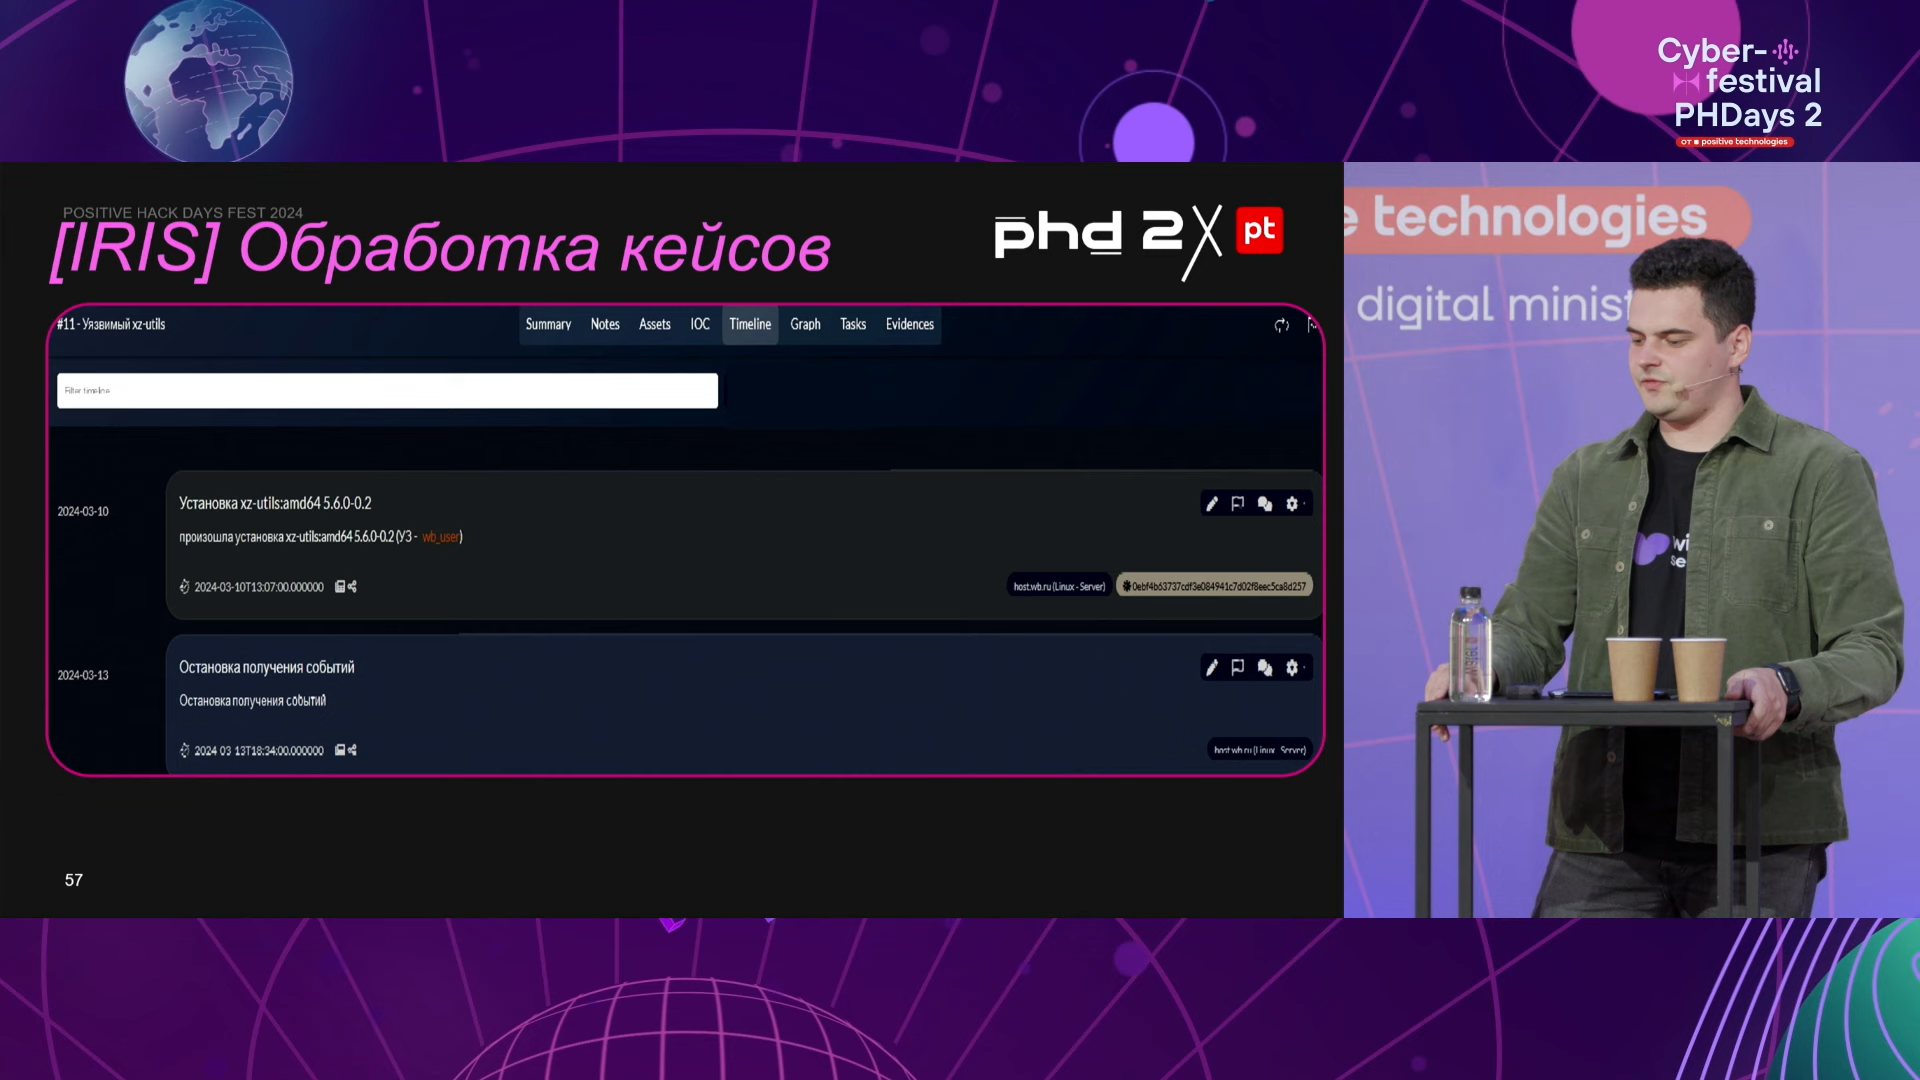 Cyber-
festival
PHDays 2
от positive technologies
POSITIVE HACK DAYS FEST 2024
[IRIS] Обработка кейсов
phd 2
pt
#11 - Уязвимый xz-utils
Summary Notes Assets IOC Timeline Graph Tasks Evidences
Filter timeline
2024-03-10
Установка xz-utils:amd64 5.6.0-0.2
произошла установка xz-utils:amd64 5.6.0-0.2 (УЗ - wb_user)
2024-03-10T13:07:00.000000
host.wb.ru (Linux - Server)
0ebf4b63737cdf3e084941c7d02f8eec5ca8d257
2024-03-13
Остановка получения событий
Остановка получения событий
2024-03-13T18:34:00.000000
host.wb.ru (Linux - Server)
57
e technologies
digital minist
wi
se